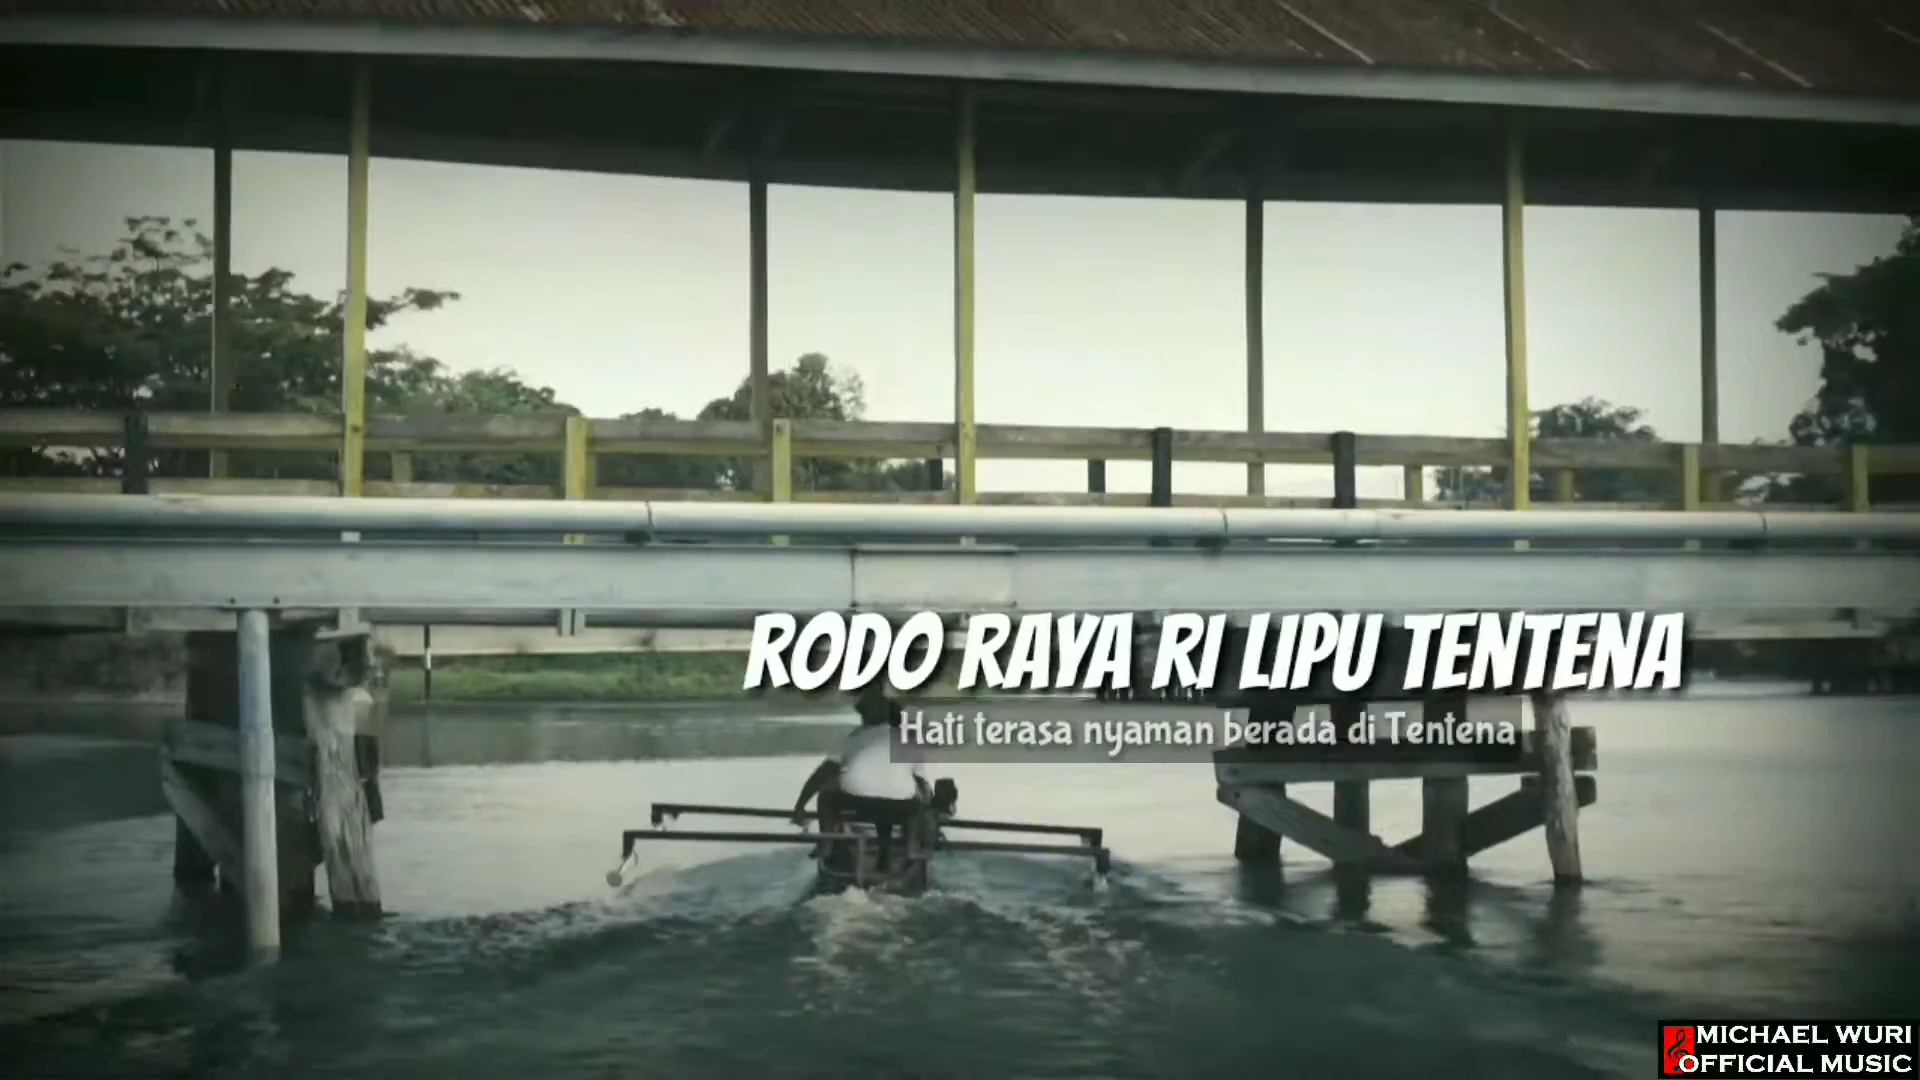 RODO RAYA RI LIPU TENTENA
Hati terasa nyaman berada di Tentena
MICHAEL WURI
OFFICIAL MUSIC